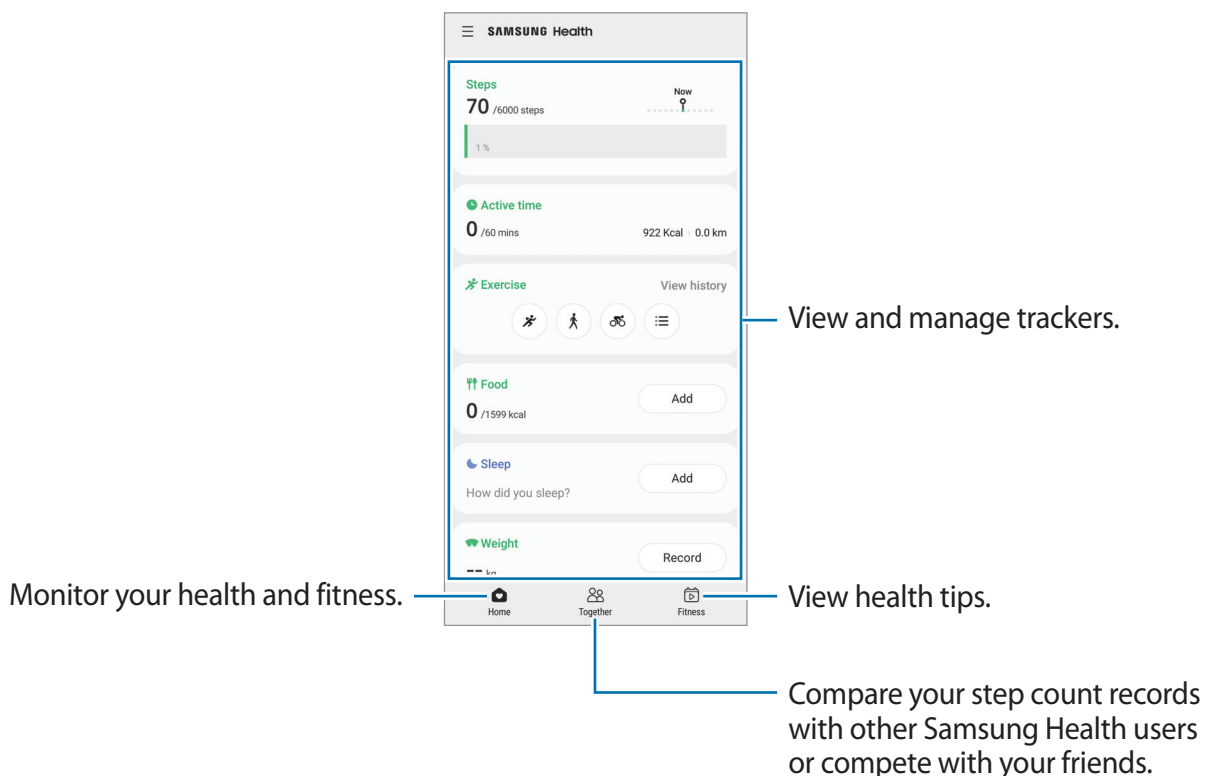 SAMSUNG Health
Steps
70 /6000 steps
Now
1 %
Active time
0 /60 mins
922 Kcal 0.0 km
Exercise
View history
View and manage trackers.
Food
0 /1599 kcal
Add
Sleep
How did you sleep?
Add
Weight
-- kg
Record
Monitor your health and fitness.
Home
Together
Fitness
View health tips.
Compare your step count records
with other Samsung Health users
or compete with your friends.